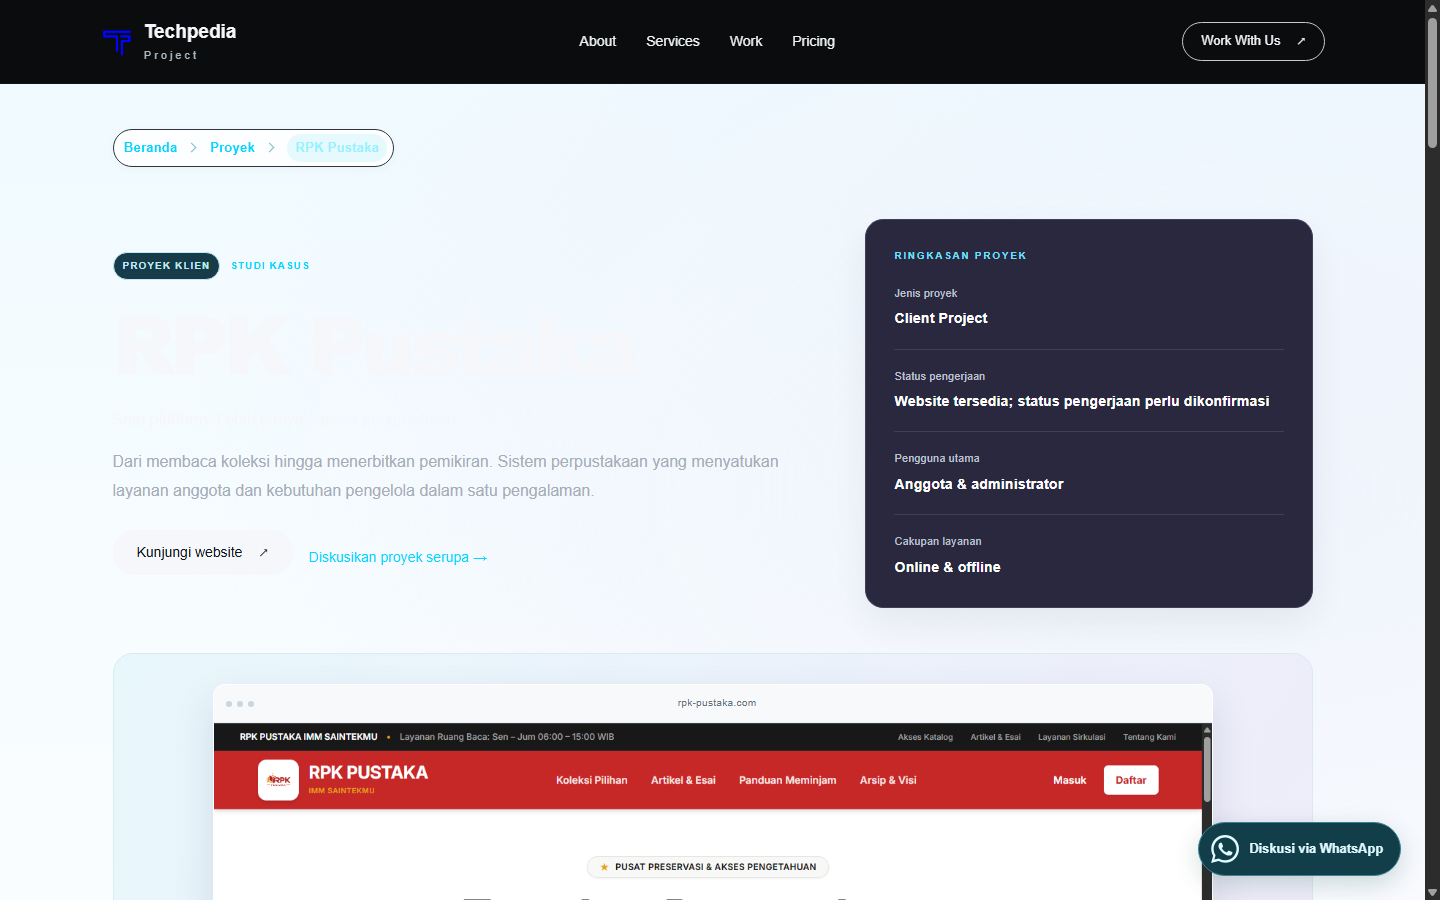 Techpedia
Project
About
Services
Work
Pricing
Work With Us ↗
Beranda > Proyek > RPK Pustaka
PROYEK KLIEN
STUDI KASUS
RPK Pustaka
Dari membaca koleksi hingga menerbitkan pemikiran. Sistem perpustakaan yang menyatukan
layanan anggota dan kebutuhan pengelola dalam satu pengalaman.
Kunjungi website ↗
Diskusikan proyek serupa →
RINGKASAN PROYEK
Jenis proyek
Client Project
Status pengerjaan
Website tersedia; status pengerjaan perlu dikonfirmasi
Pengguna utama
Anggota & administrator
Cakupan layanan
Online & offline
rpk-pustaka.com
RPK PUSTAKA IMM SAINTEKMU • Layanan Ruang Baca: Sen – Jum 06:00 – 15:00 WIB
Akses Katalog
Artikel & Esai
Layanan Sirkulasi
Tentang Kami
RPK
RPK PUSTAKA
IMM SAINTEKMU
Koleksi Pilihan
Artikel & Esai
Panduan Meminjam
Arsip & Visi
Masuk
Daftar
★ PUSAT PRESERVASI & AKSES PENGETAHUAN
Diskusi via WhatsApp